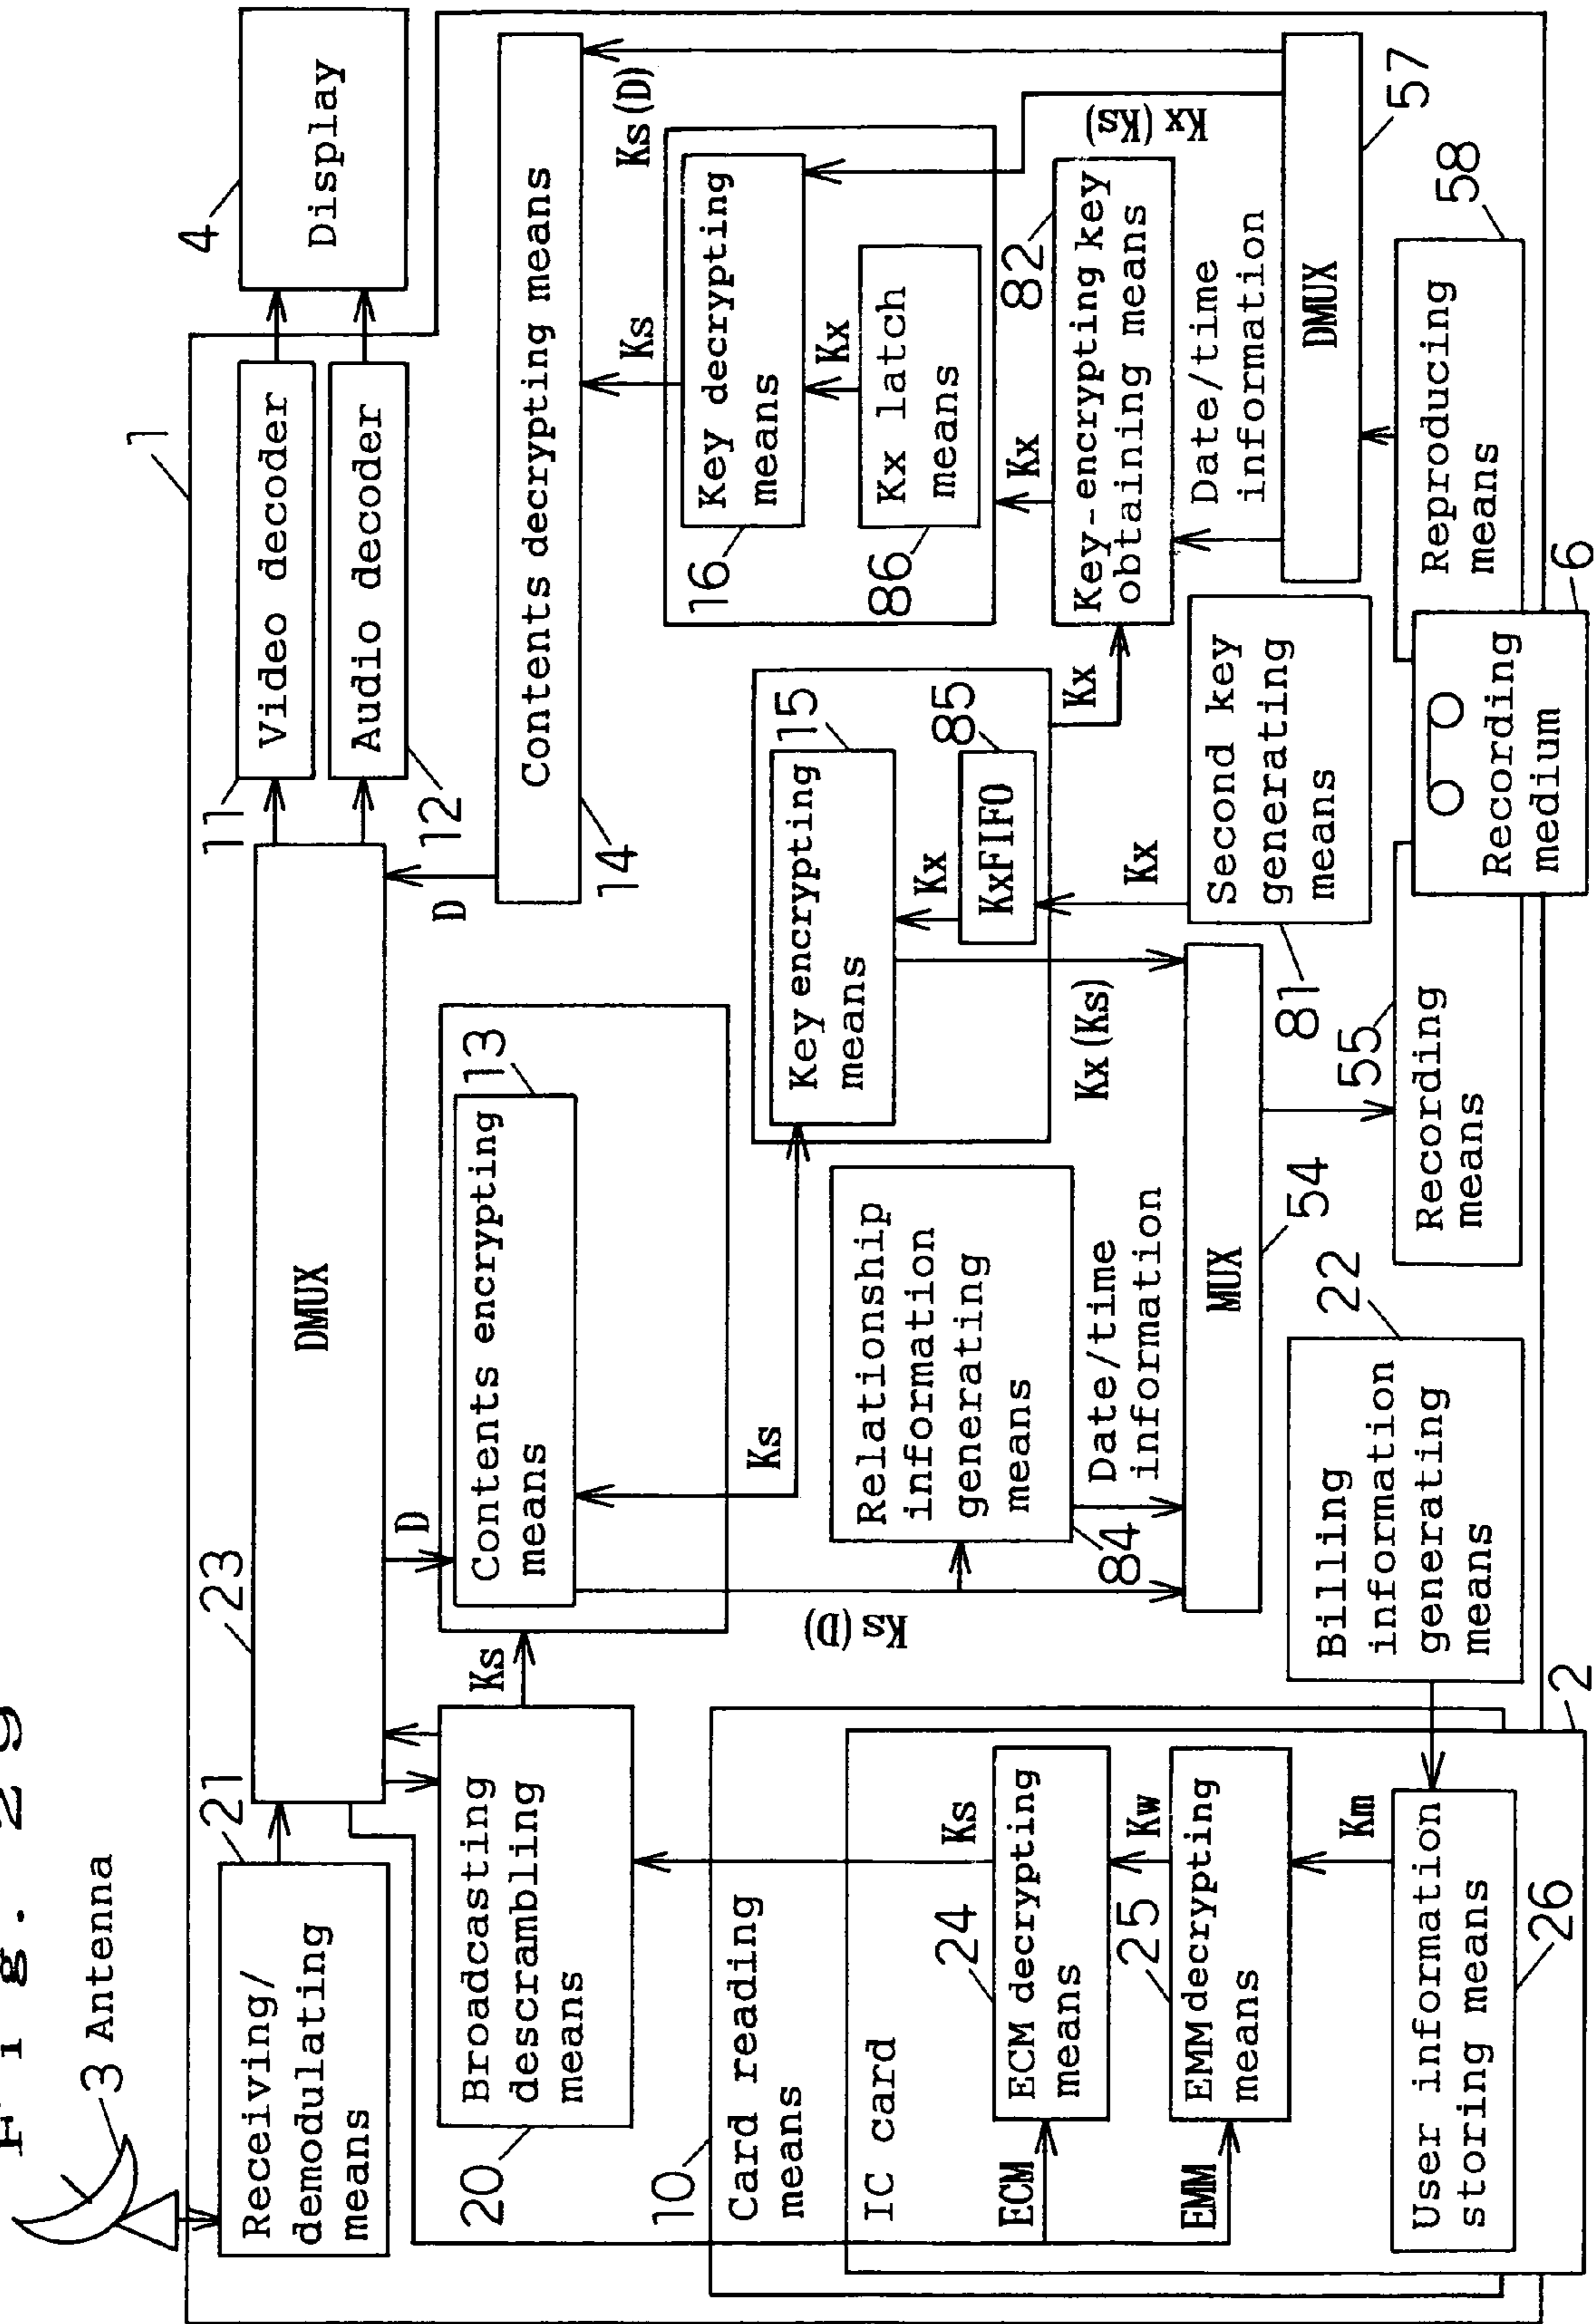 Fig. 29
3 Antenna
21
Receiving/
demodulating
means
23
DMUX
11
Video decoder
12
Audio decoder
1
4
Display
20
Broadcasting
descrambling
means
Ks
D
13
Contents encrypting
means
Ks
D
14
Contents decrypting means
Ks (D)
Ks
16
Key decrypting
means
Kx
86
Kx latch
means
Kx (Ks)
Kx
82
Key-encrypting key
obtaining means
Date/time
information
DMUX
57
58
Reproducing
means
15
Key encrypting
means
Kx
85
KxFIFO
Kx
Kx
Second key
generating
means
81
Kx (Ks)
Relationship
information
generating
means
84
Date/time
information
Ks (D)
MUX
54
55
Recording
means
Recording
medium
6
22
Billing
information
generating
means
10
Card reading
means
IC card
2
ECM
24
ECM decrypting
means
Ks
Kw
EMM
25
EMM decrypting
means
Km
User information
storing means
26